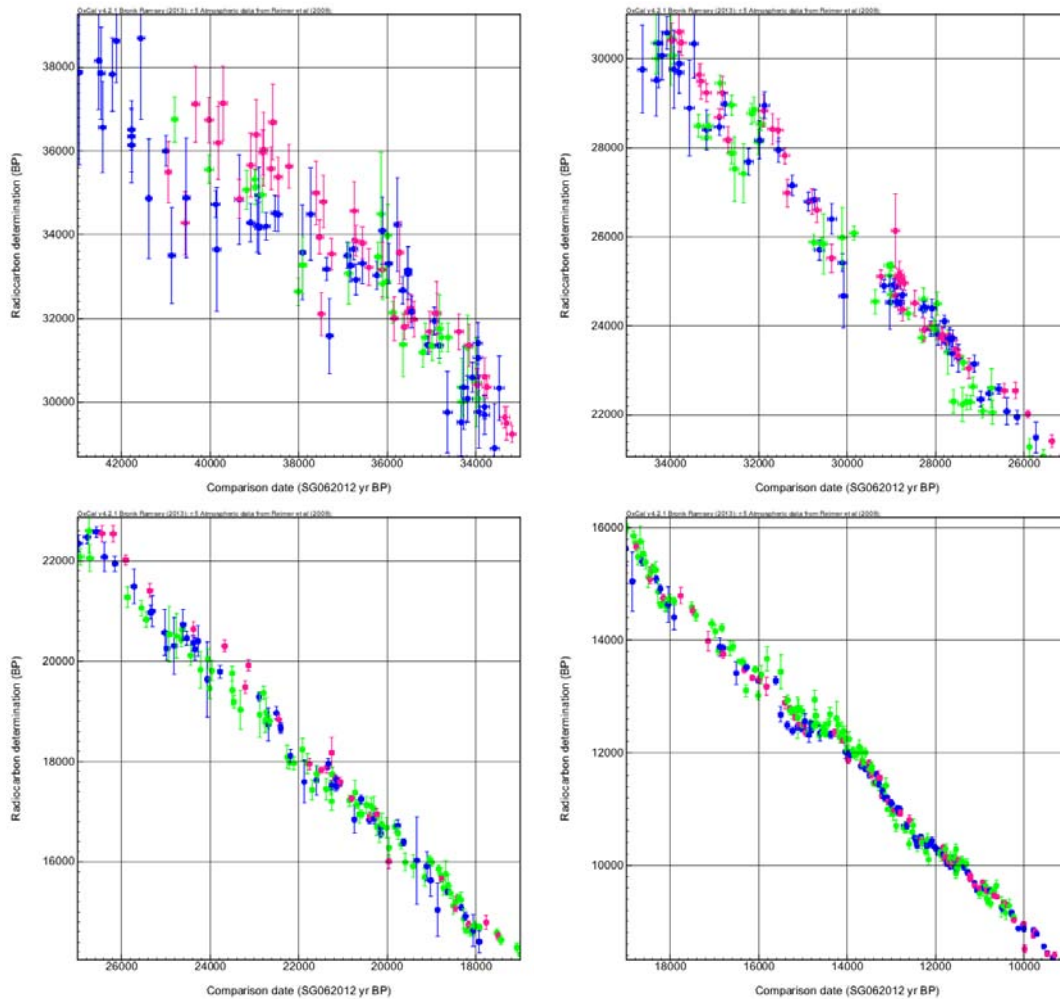 OxCal v4.2.1 Bronk Ramsey (2013); r:5 Atmospheric data from Reimer et al (2009);
38000
36000
34000
32000
30000
Radiocarbon determination (BP)
42000 40000 38000 36000 34000
Comparison date (SG062012 yr BP)
OxCal v4.2.1 Bronk Ramsey (2013); r:5 Atmospheric data from Reimer et al (2009);
30000
28000
26000
24000
22000
Radiocarbon determination (BP)
34000 32000 30000 28000 26000
Comparison date (SG062012 yr BP)
OxCal v4.2.1 Bronk Ramsey (2013); r:5 Atmospheric data from Reimer et al (2009);
22000
20000
18000
16000
Radiocarbon determination (BP)
26000 24000 22000 20000 18000
Comparison date (SG062012 yr BP)
OxCal v4.2.1 Bronk Ramsey (2013); r:5 Atmospheric data from Reimer et al (2009);
16000
14000
12000
10000
Radiocarbon determination (BP)
18000 16000 14000 12000 10000
Comparison date (SG062012 yr BP)